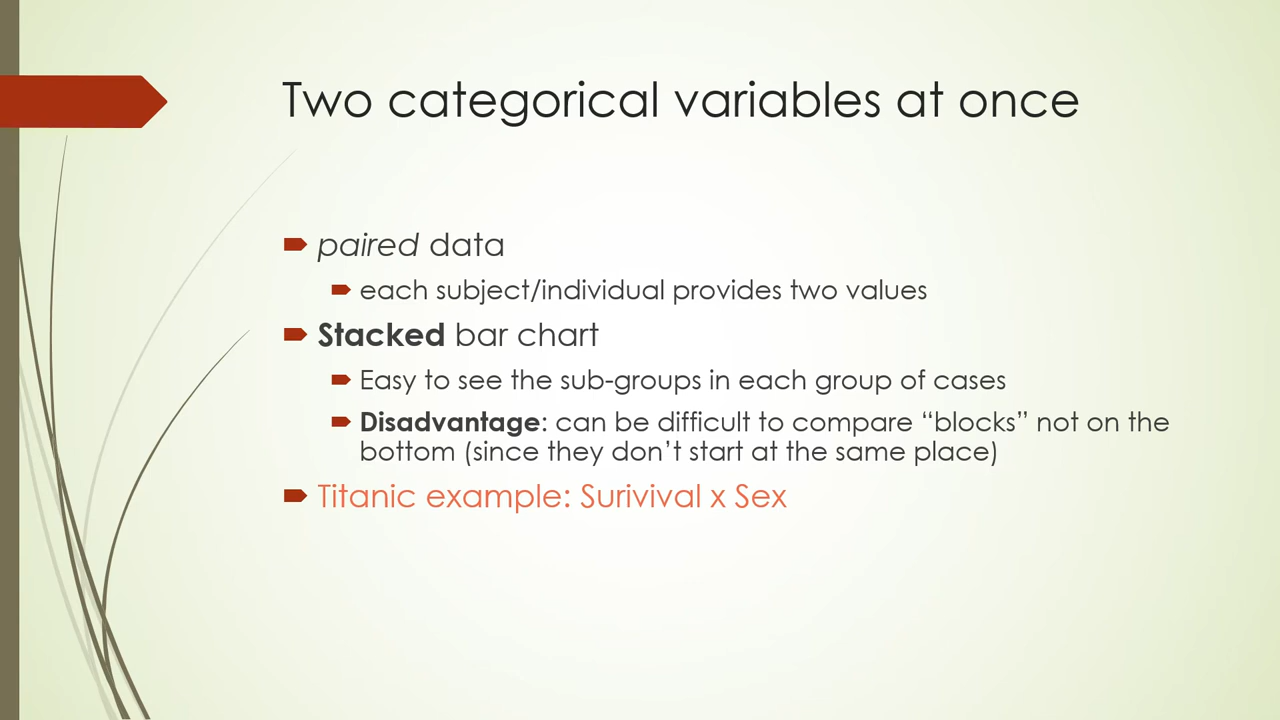 Two categorical variables at once
paired data
each subject/individual provides two values
Stacked bar chart
Easy to see the sub-groups in each group of cases
Disadvantage: can be difficult to compare “blocks” not on the
bottom (since they don’t start at the same place)
Titanic example: Surivival x Sex